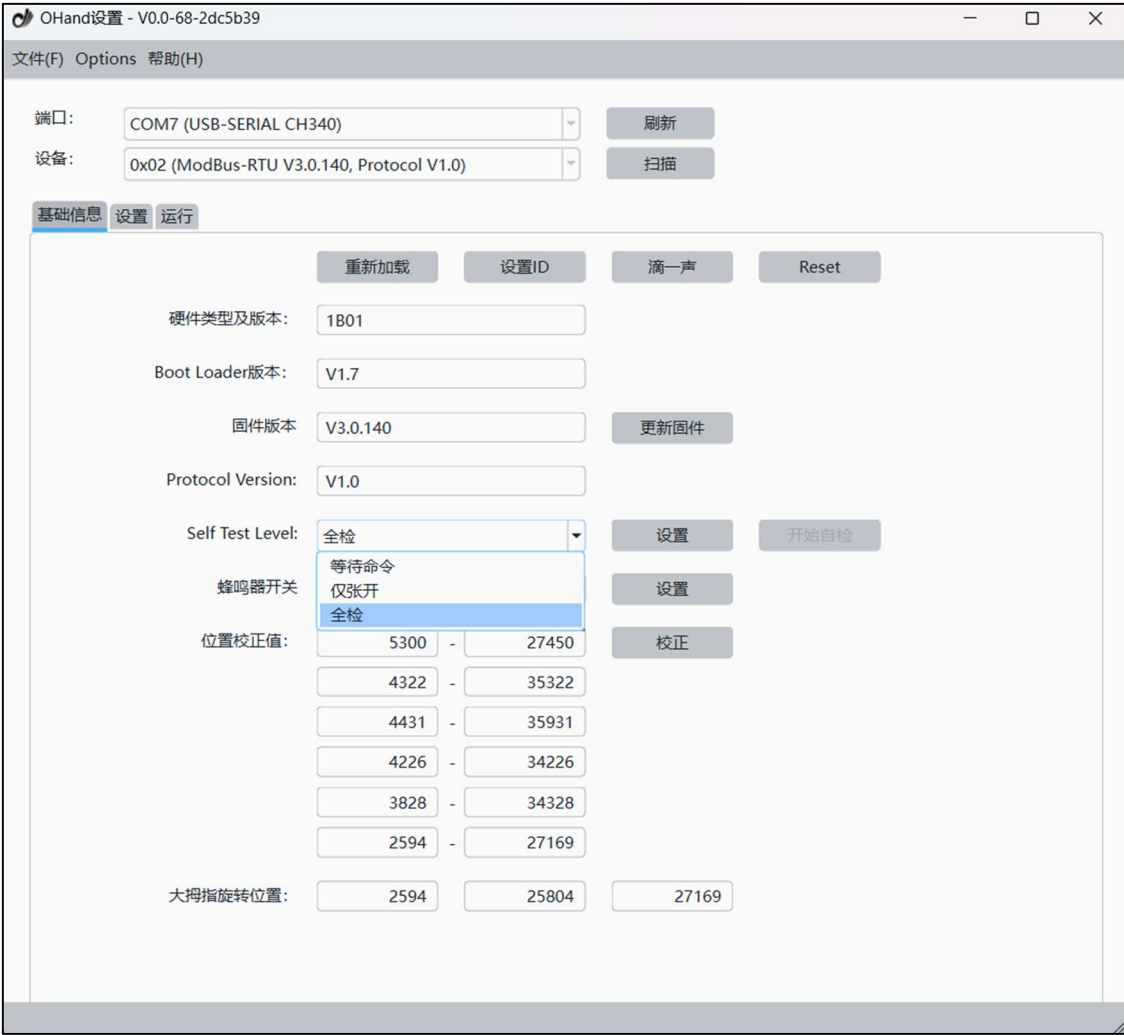 OHand设置 - V0.0-68-2dc5b39
文件(F) Options 帮助(H)
端口: COM7 (USB-SERIAL CH340) 刷新
设备: 0x02 (ModBus-RTU V3.0.140, Protocol V1.0) 扫描
基础信息 设置 运行
重新加载 设置ID 滴一声 Reset
硬件类型及版本: 1B01
Boot Loader版本: V1.7
固件版本 V3.0.140 更新固件
Protocol Version: V1.0
Self Test Level: 全检 设置 开始自检
等待命令
蜂鸣器开关 仅张开 设置
全检
位置校正值: 5300 - 27450 校正
4322 - 35322
4431 - 35931
4226 - 34226
3828 - 34328
2594 - 27169
大拇指旋转位置: 2594 25804 27169